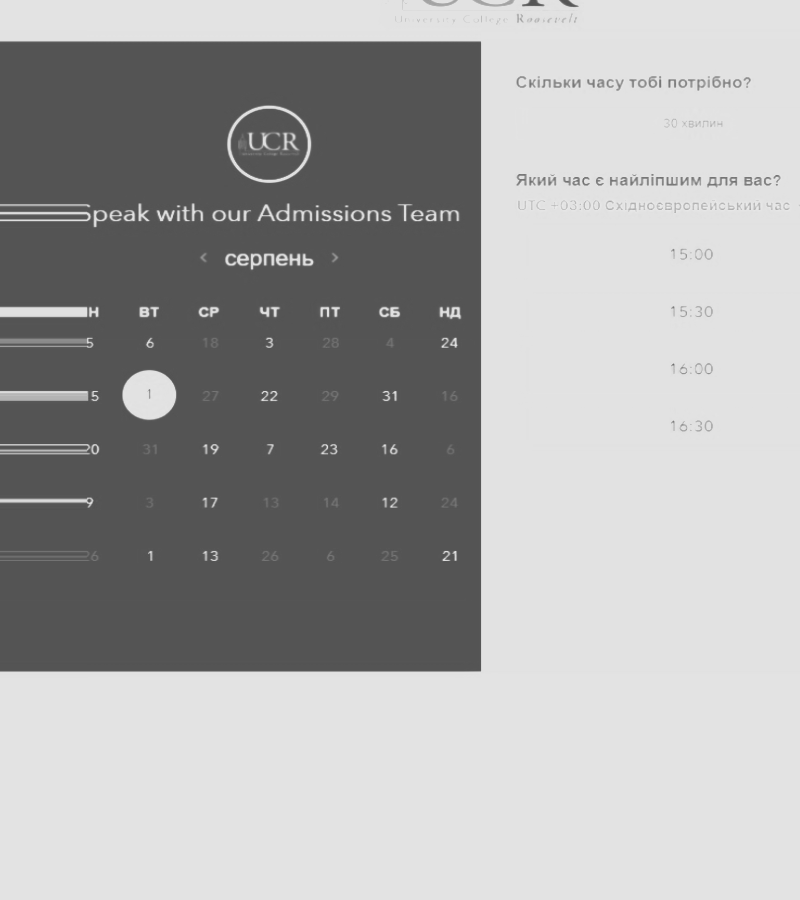 UCR
University College Roosevelt
UCR
Speak with our Admissions Team
< серпень >
Н ВТ СР ЧТ ПТ СБ НД
5 6 18 3 28 4 24
5 1 27 22 29 31 16
20 31 19 7 23 16 6
9 3 17 13 14 12 24
26 1 13 26 6 25 21
Скільки часу тобі потрібно?
30 хвилин
Який час є найліпшим для вас?
UTC +03:00 Східноєвропейський час
15:00
15:30
16:00
16:30